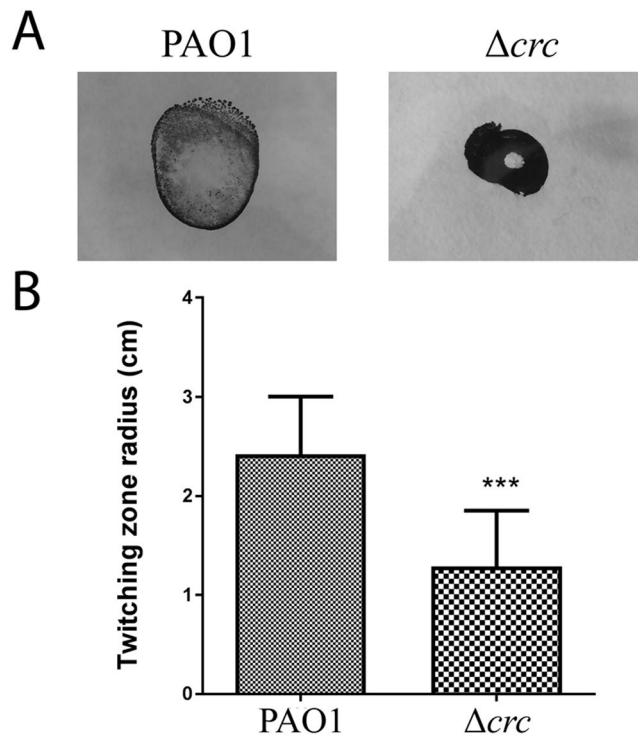 A
PAO1
Δcrc
B
Twitching zone radius (cm)
4
3
2
1
0
***
PAO1
Δcrc